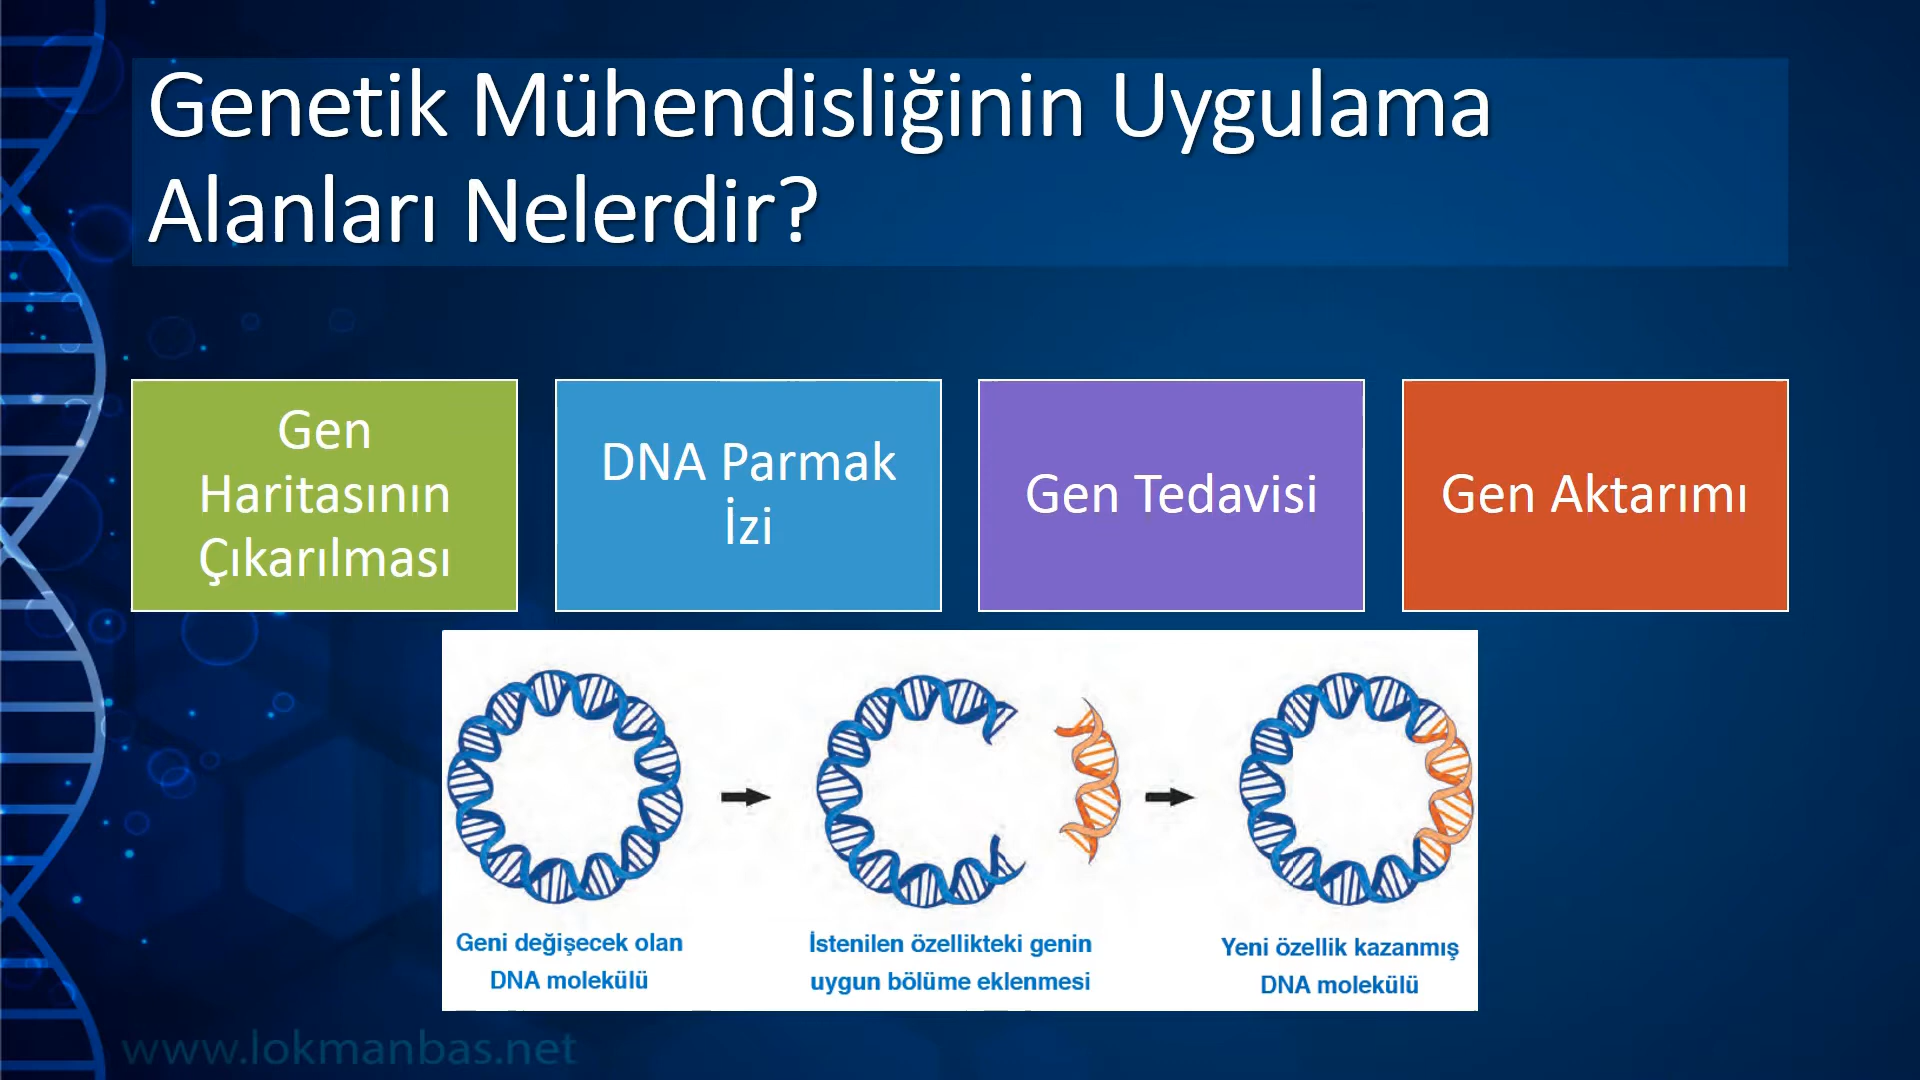 Genetik Mühendisliğinin Uygulama
Alanları Nelerdir?
Gen
Haritasının
Çıkarılması
DNA Parmak
İzi
Gen Tedavisi
Gen Aktarımı
Geni değişecek olan
DNA molekülü
İstenilen özellikteki genin
uygun bölüme eklenmesi
Yeni özellik kazanmış
DNA molekülü
www.lokmanbas.net